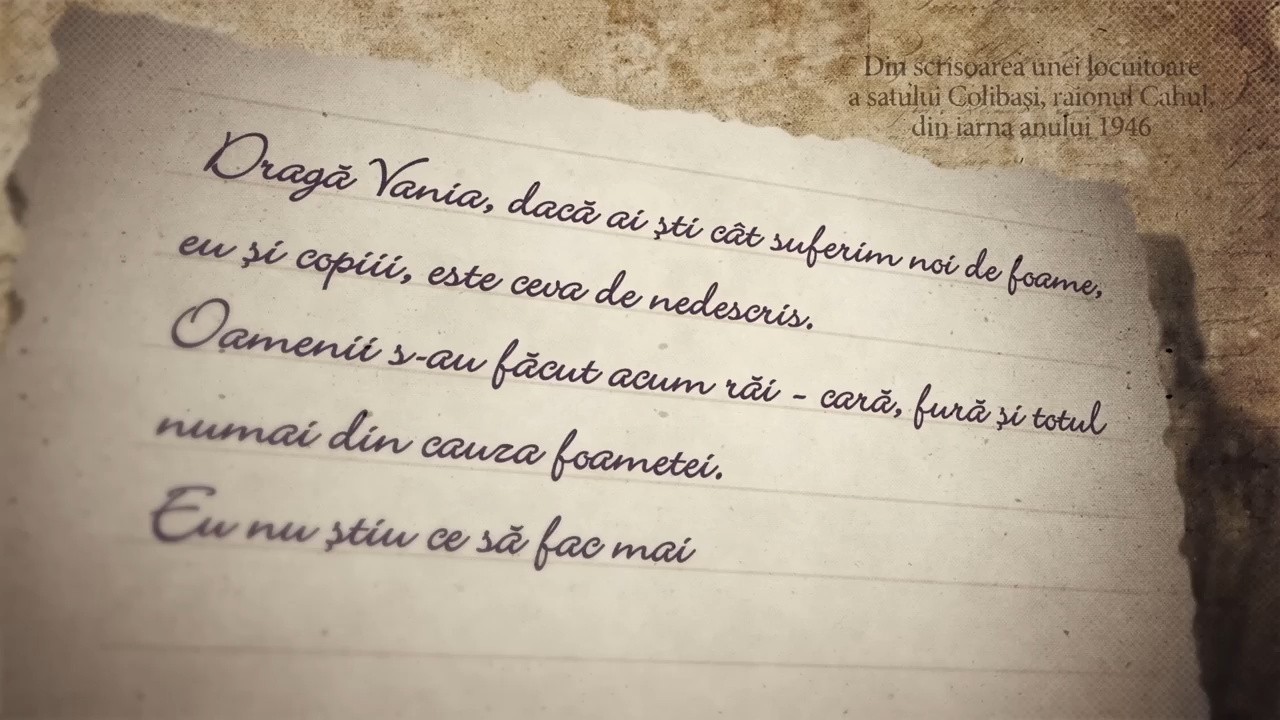 Din scrisoarea unei locuitoare
a satului Colibași, raionul Cahul,
din iarna anului 1946
Dragă Vania, dacă ai ști cât suferim noi de foame,
eu și copiii, este ceva de nedescris.
Oamenii s-au făcut acum răi - cară, fură și totul
numai din cauza foametei.
Eu nu știu ce să fac mai